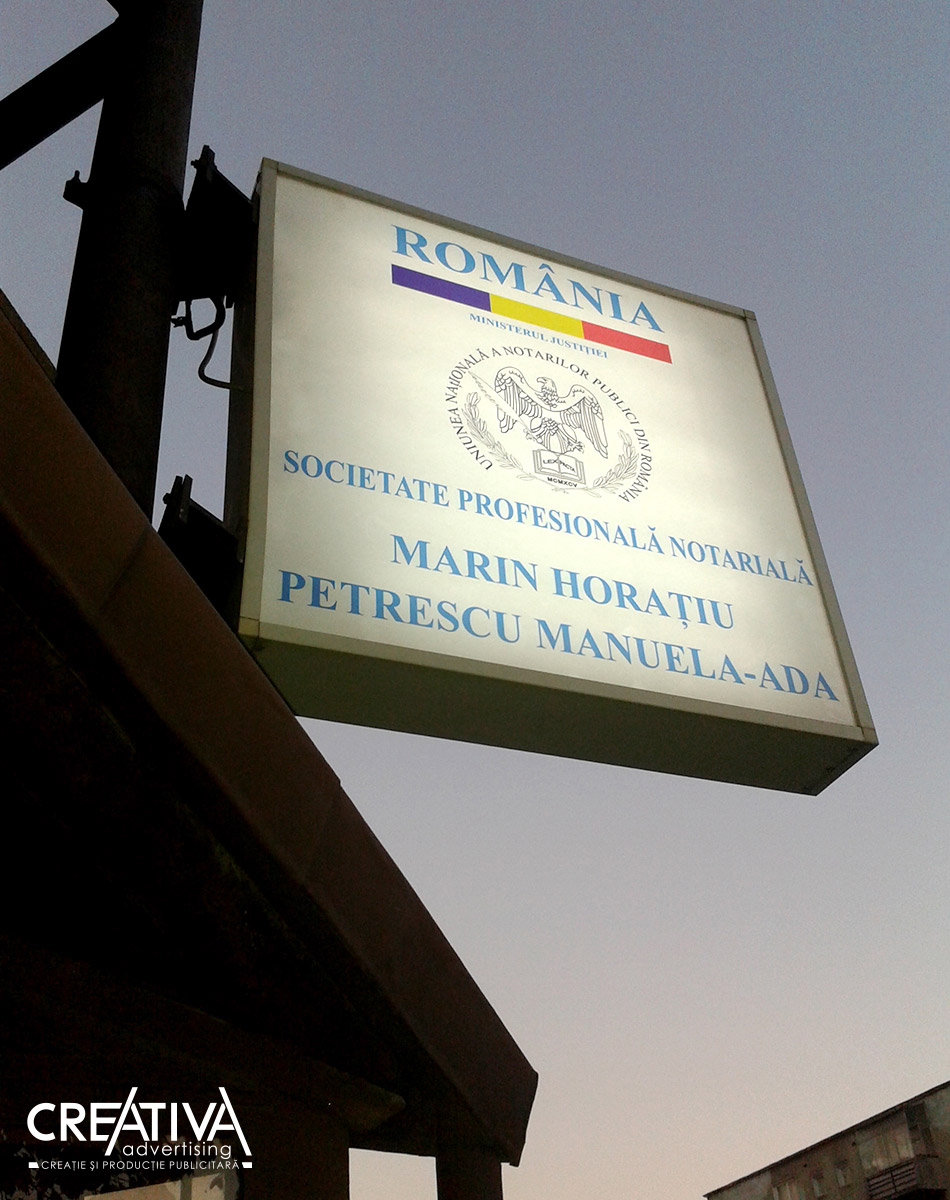 ROMÂNIA
MINISTERUL JUSTIȚIEI
UNIUNEA NAȚIONALĂ A NOTARILOR PUBLICI DIN ROMÂNIA
LEX
MCMXCV
SOCIETATE PROFESIONALĂ NOTARIALĂ
MARIN HORAȚIU
PETRESCU MANUELA-ADA
CREATIVA
advertising
CREAȚIE ȘI PRODUCȚIE PUBLICITARĂ